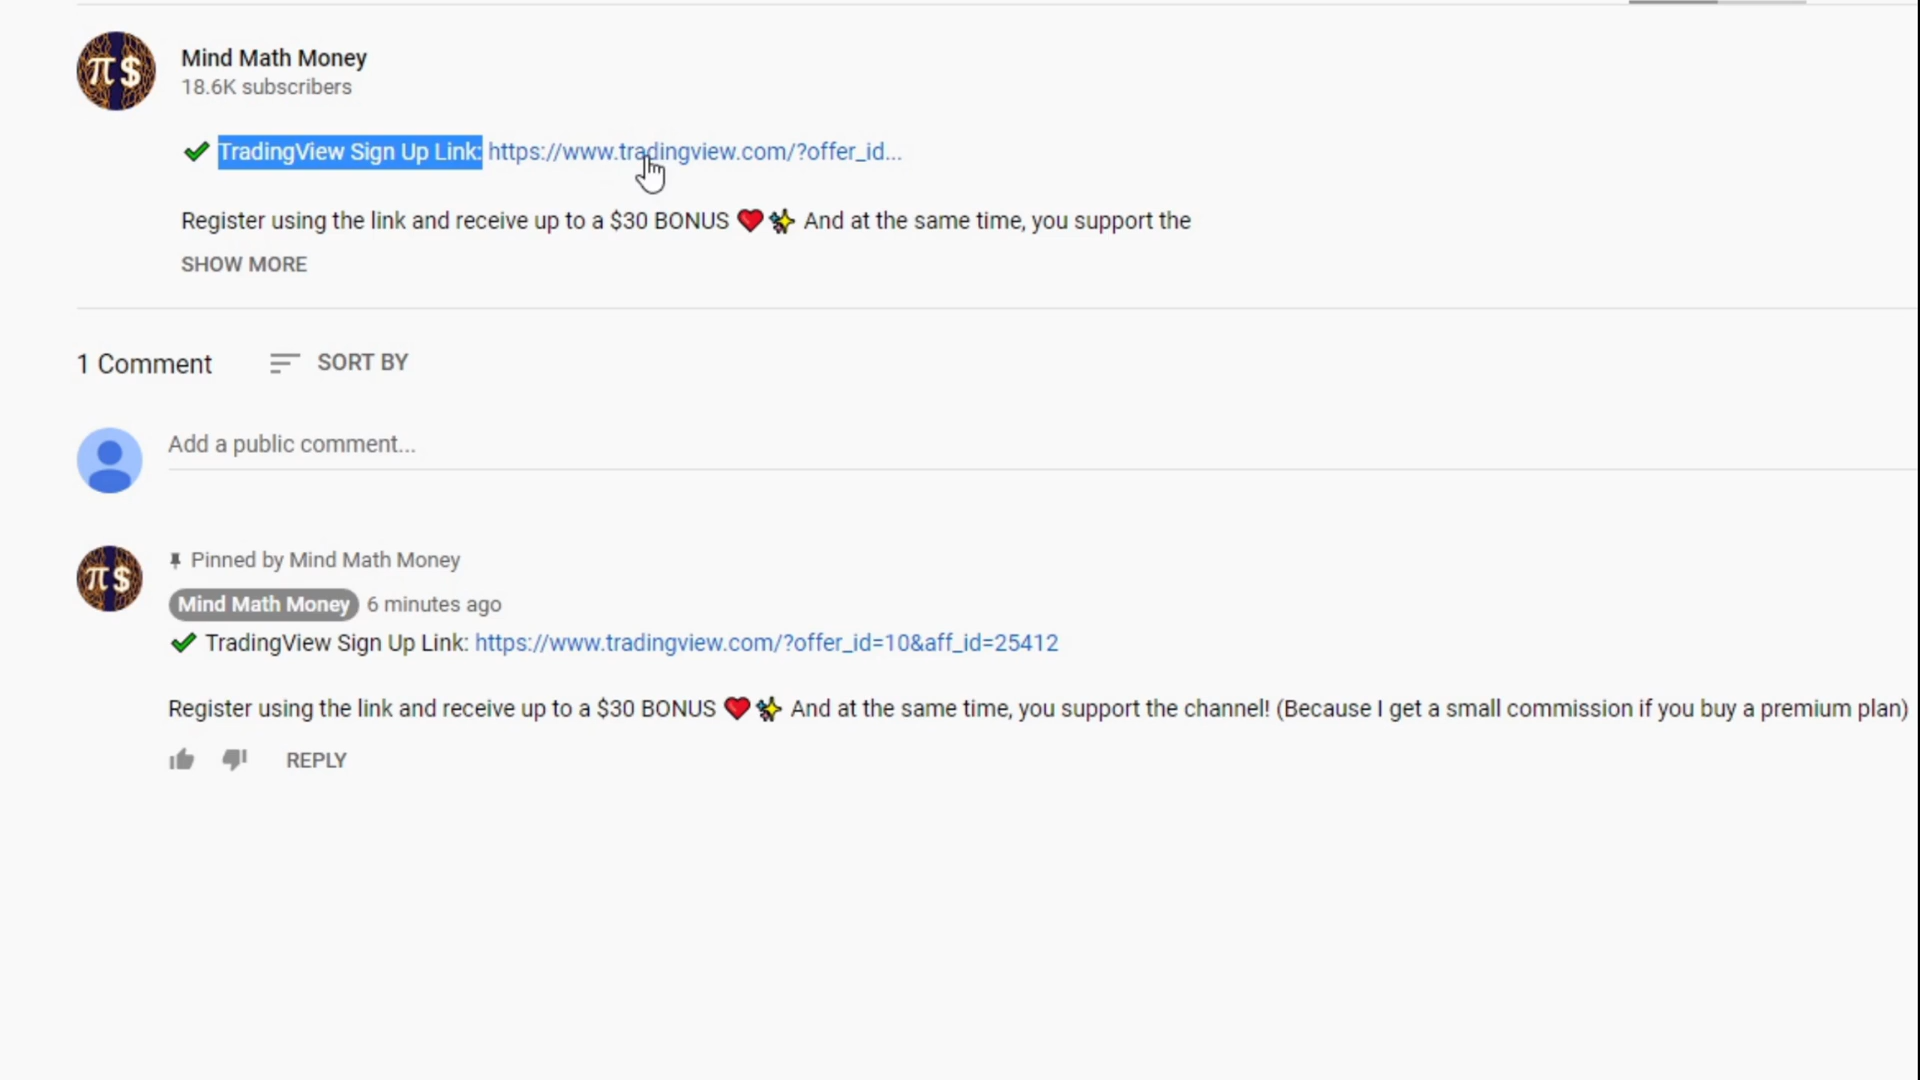 π$
Mind Math Money
18.6K subscribers
✔ TradingView Sign Up Link: https://www.tradingview.com/?offer_id...
Register using the link and receive up to a $30 BONUS ❤️✨ And at the same time, you support the
SHOW MORE
1 Comment
SORT BY
Add a public comment...
π$
Pinned by Mind Math Money
Mind Math Money 6 minutes ago
✔ TradingView Sign Up Link: https://www.tradingview.com/?offer_id=10&aff_id=25412
Register using the link and receive up to a $30 BONUS ❤️✨ And at the same time, you support the channel! (Because I get a small commission if you buy a premium plan)
REPLY